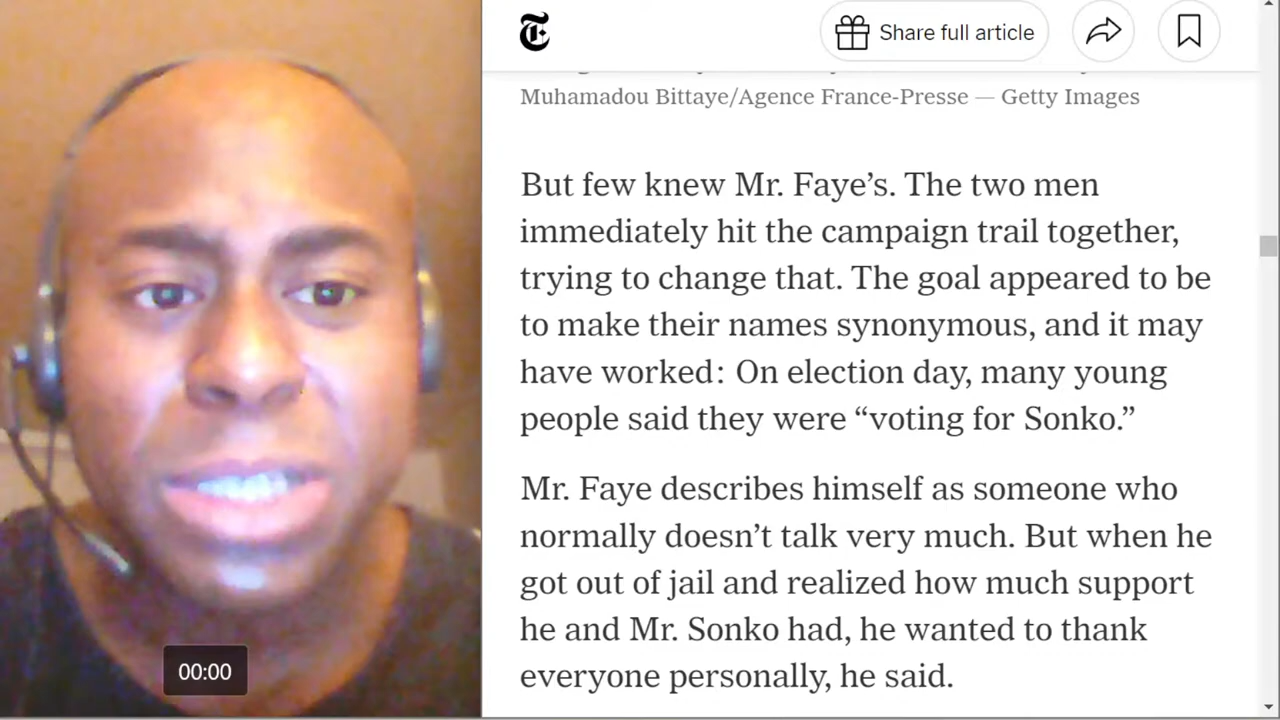 Share full article
Muhamadou Bittaye/Agence France-Presse — Getty Images
But few knew Mr. Faye’s. The two men
immediately hit the campaign trail together,
trying to change that. The goal appeared to be
to make their names synonymous, and it may
have worked: On election day, many young
people said they were “voting for Sonko.”
Mr. Faye describes himself as someone who
normally doesn’t talk very much. But when he
got out of jail and realized how much support
he and Mr. Sonko had, he wanted to thank
everyone personally, he said.
00:00